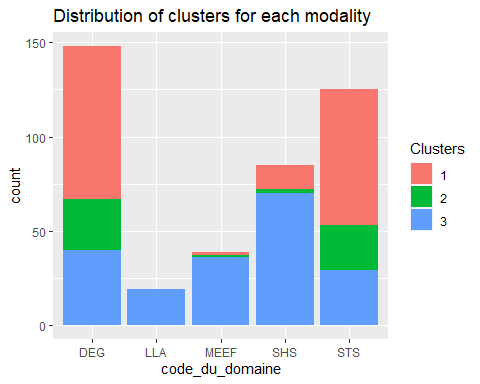 Distribution of clusters for each modality
150
100
50
0
count
DEG LLA MEEF SHS STS
code_du_domaine
Clusters
1
2
3